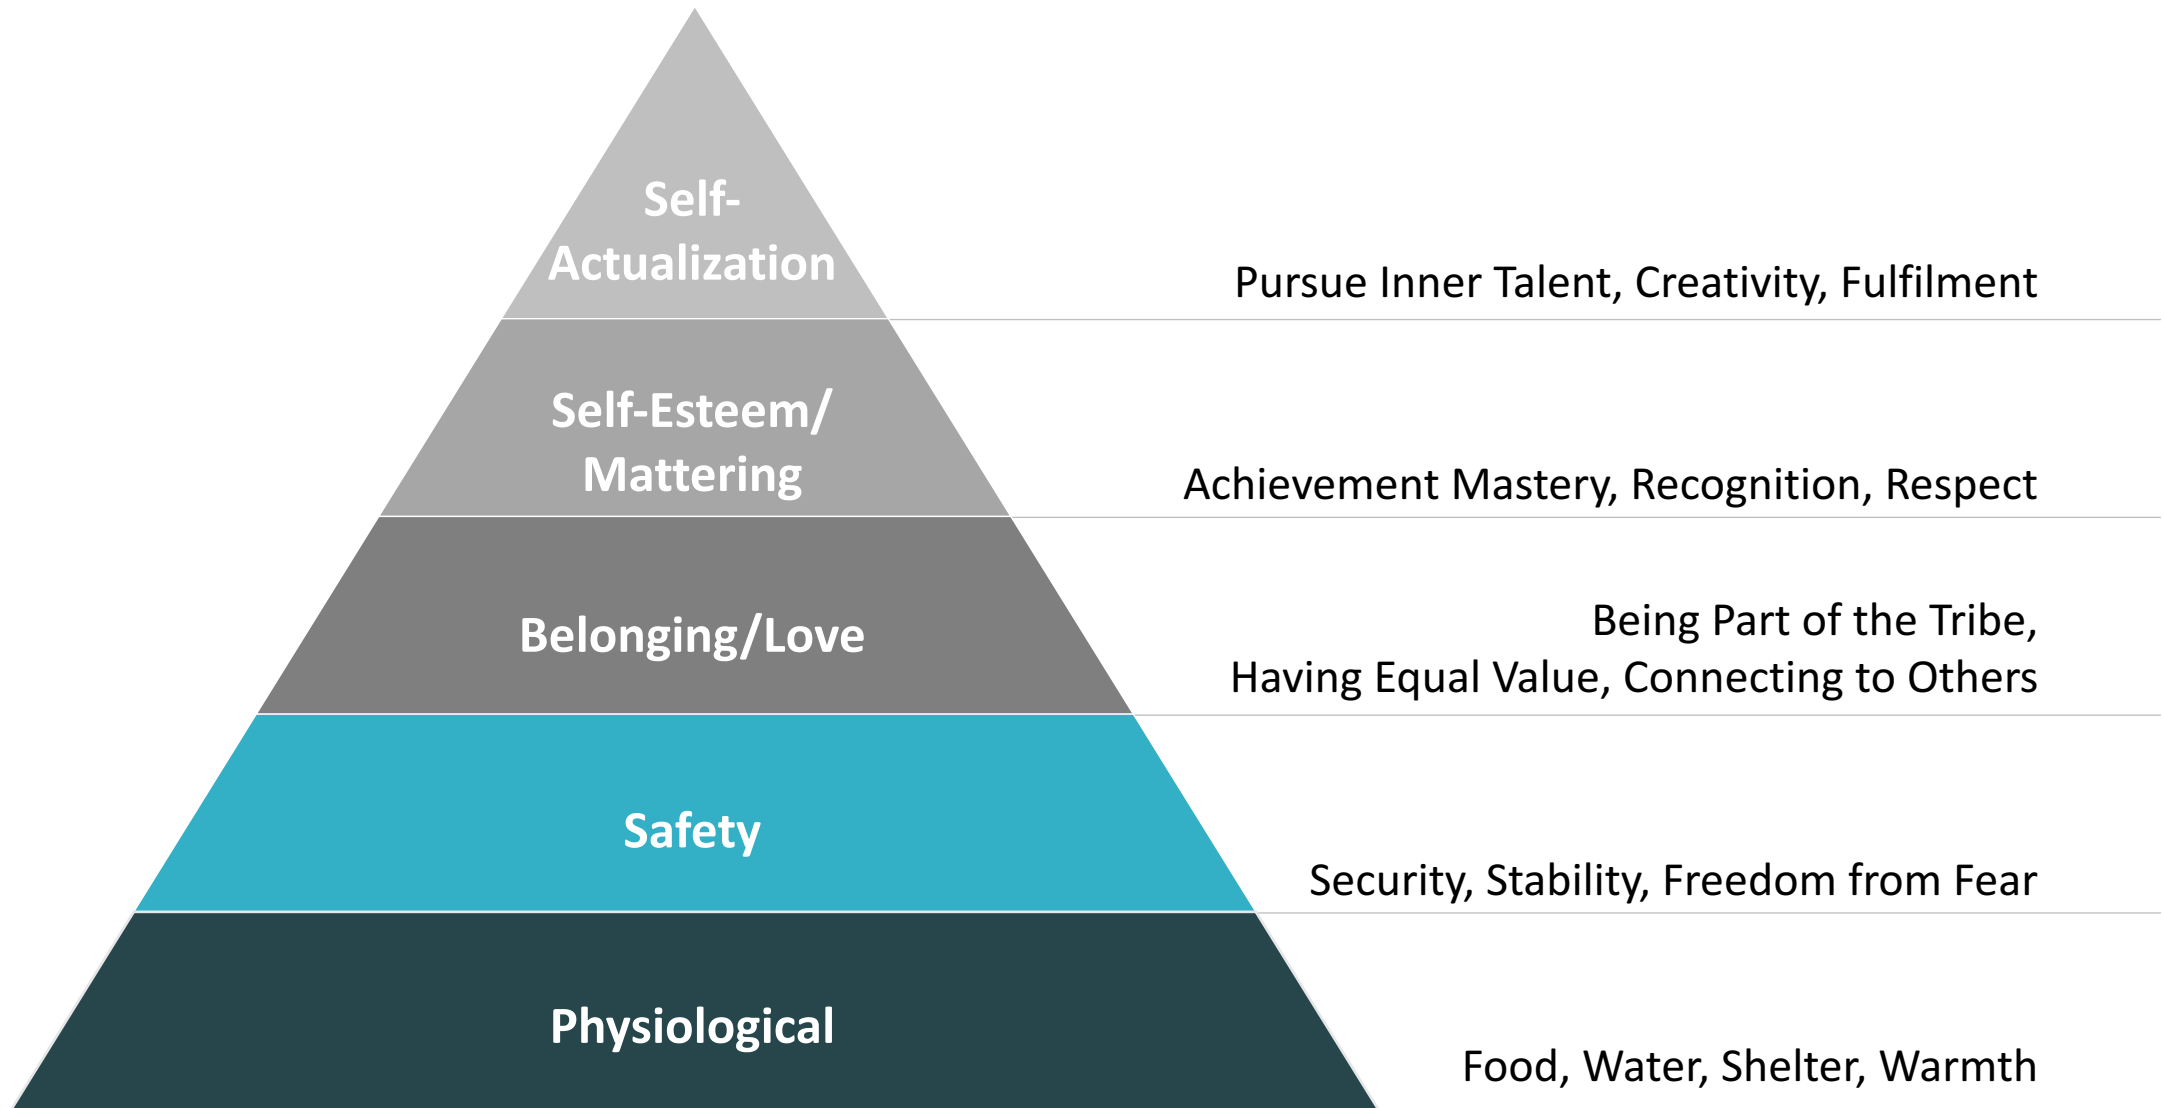 Self-
Actualization
Pursue Inner Talent, Creativity, Fulfilment
Self-Esteem/
Mattering
Achievement Mastery, Recognition, Respect
Belonging/Love
Being Part of the Tribe,
Having Equal Value, Connecting to Others
Safety
Security, Stability, Freedom from Fear
Physiological
Food, Water, Shelter, Warmth